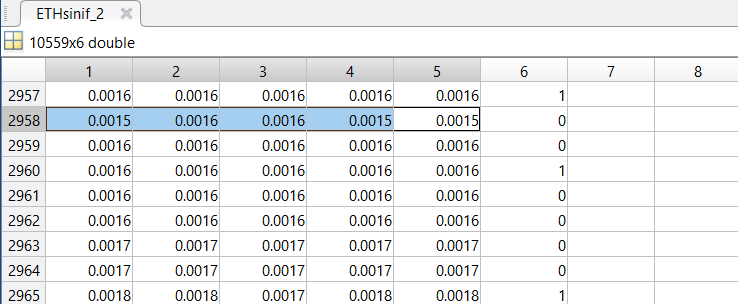 ETHsinif_2
10559x6 double
1 2 3 4 5 6 7 8
2957 0.0016 0.0016 0.0016 0.0016 0.0016 1
2958 0.0015 0.0016 0.0016 0.0015 0.0015 0
2959 0.0016 0.0016 0.0016 0.0016 0.0016 0
2960 0.0016 0.0016 0.0016 0.0016 0.0016 1
2961 0.0016 0.0016 0.0016 0.0016 0.0016 0
2962 0.0016 0.0016 0.0016 0.0016 0.0016 0
2963 0.0017 0.0017 0.0017 0.0017 0.0017 0
2964 0.0017 0.0017 0.0017 0.0017 0.0017 0
2965 0.0018 0.0018 0.0017 0.0018 0.0018 1